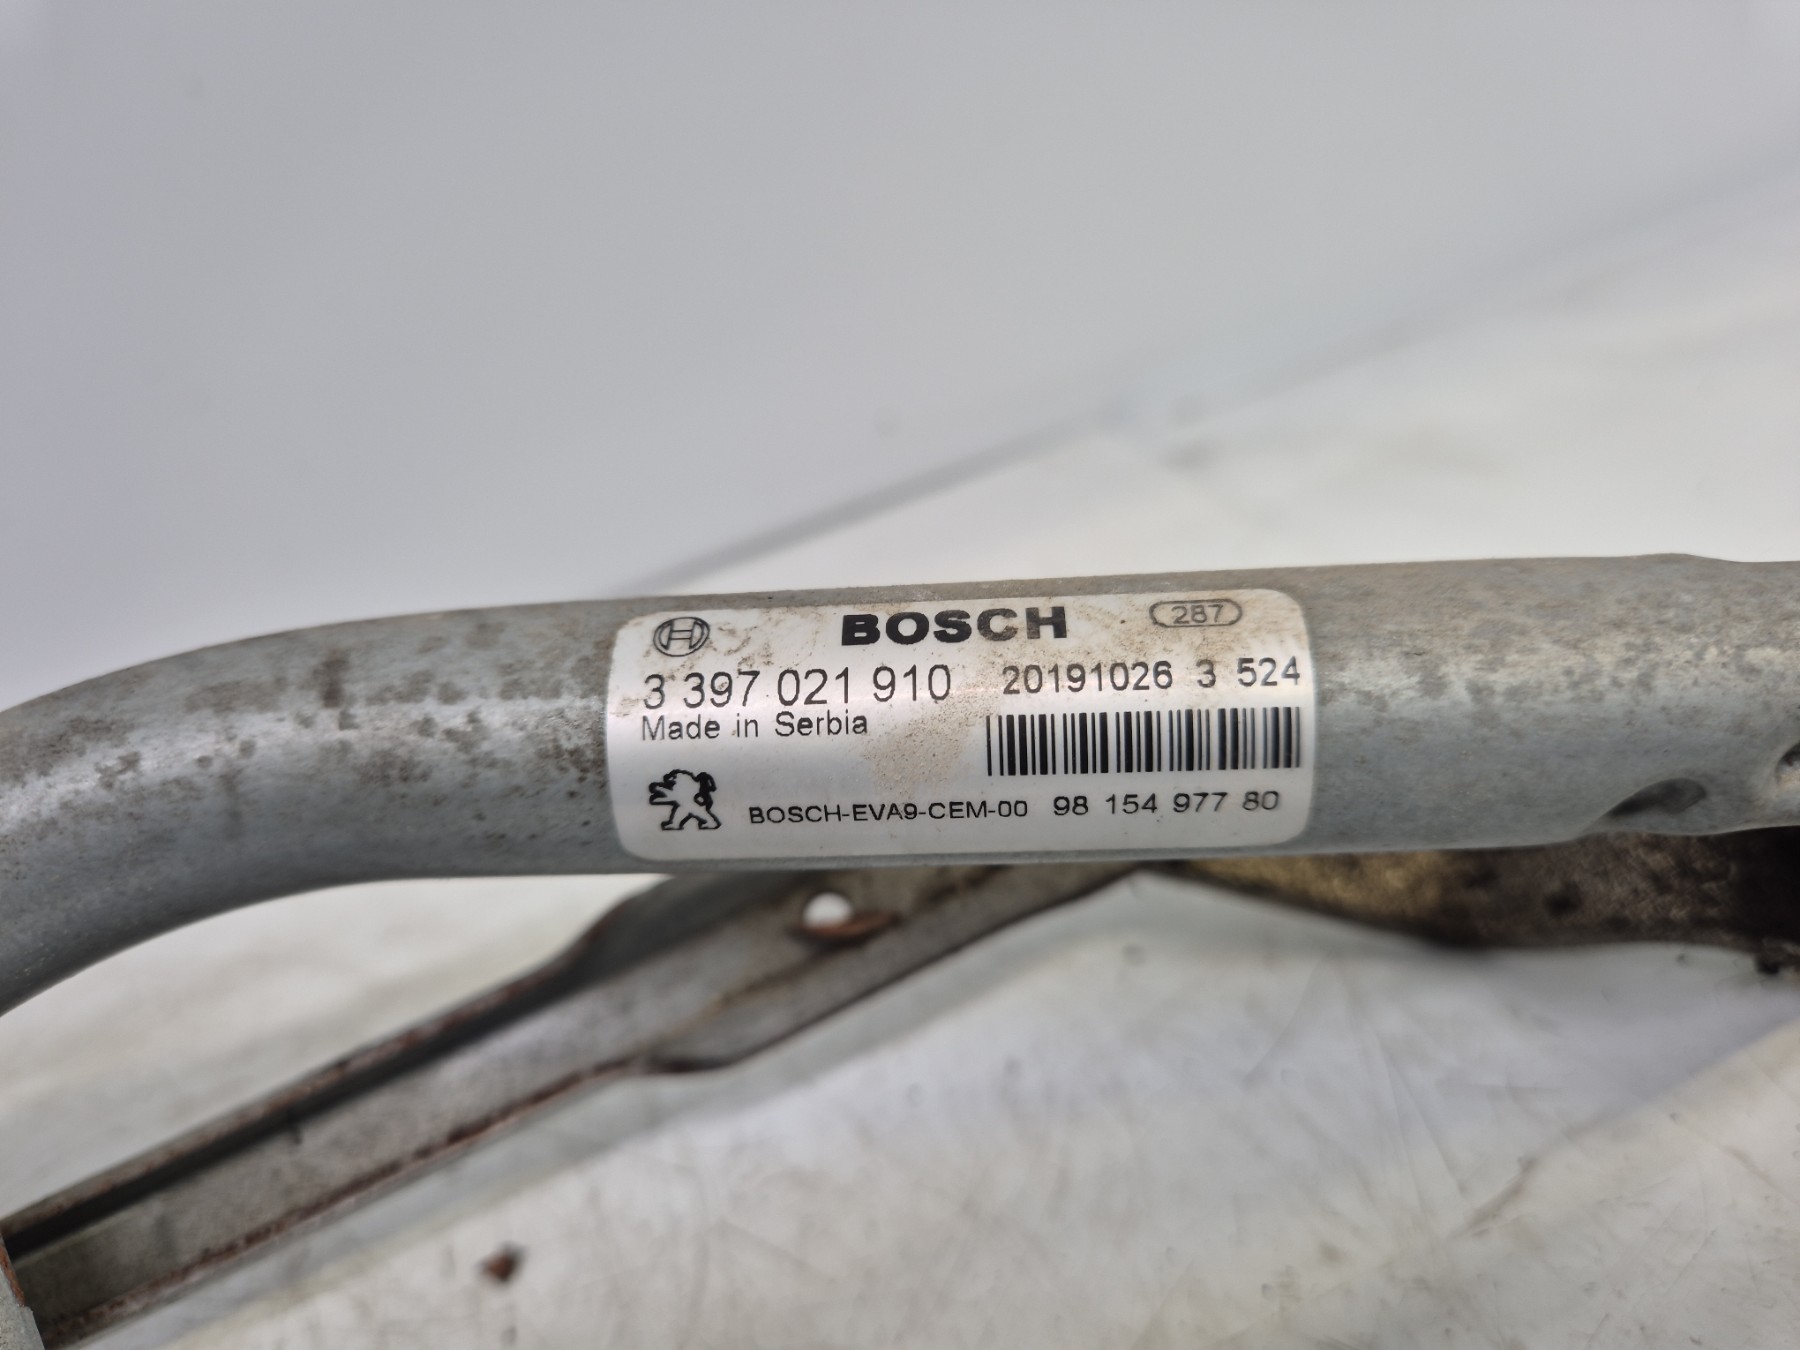 BOSCH 287
3 397 021 910 20191026 3 524
Made in Serbia
BOSCH-EVA9-CEM-00 98 154 977 80